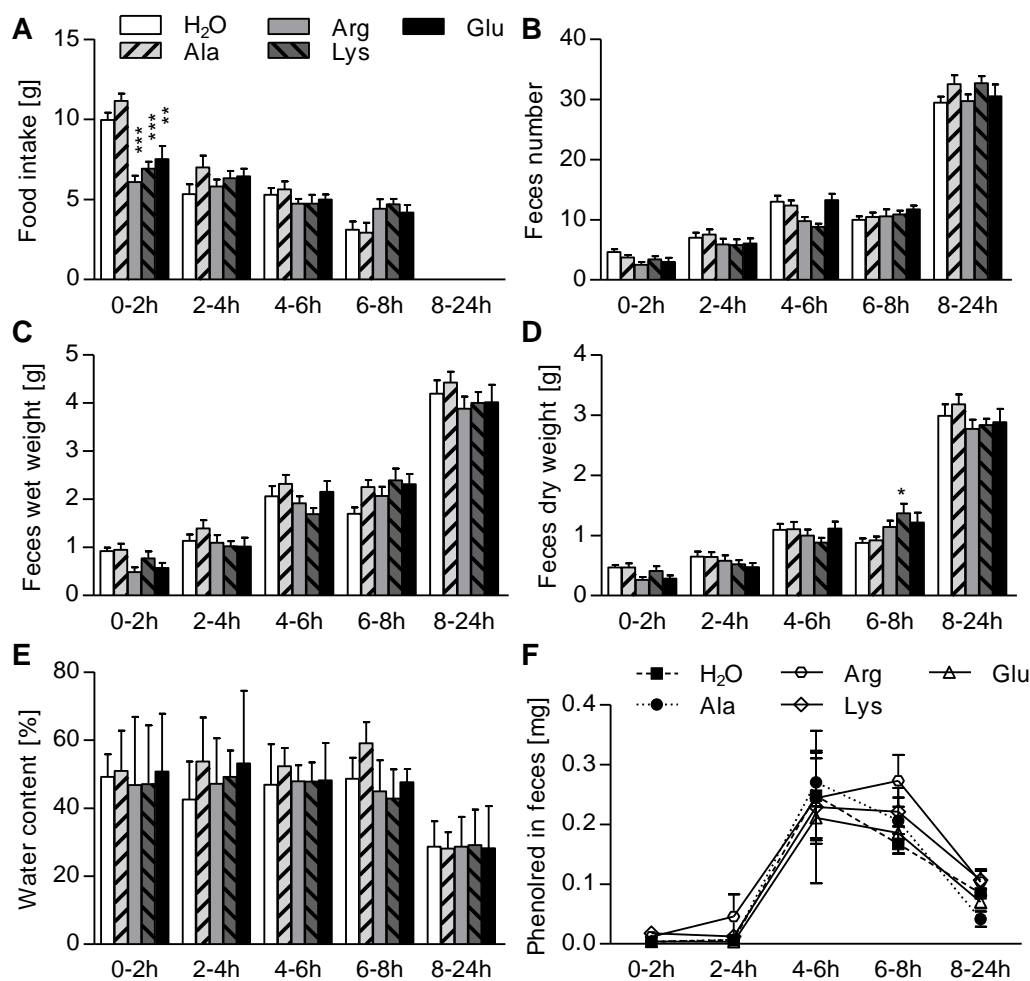 A
H₂O
Arg
Glu
Ala
Lys
Food intake [g]
15
10
5
0
***
***
**
0-2h 2-4h 4-6h 6-8h 8-24h
B
Feces number
40
30
20
10
0
0-2h 2-4h 4-6h 6-8h 8-24h
C
Feces wet weight [g]
5
4
3
2
1
0
0-2h 2-4h 4-6h 6-8h 8-24h
D
Feces dry weight [g]
4
3
2
1
0
*
0-2h 2-4h 4-6h 6-8h 8-24h
E
Water content [%]
80
60
40
20
0
0-2h 2-4h 4-6h 6-8h 8-24h
F
H₂O
Arg
Glu
Ala
Lys
Phenolred in feces [mg]
0.4
0.3
0.2
0.1
0.0
0-2h 2-4h 4-6h 6-8h 8-24h